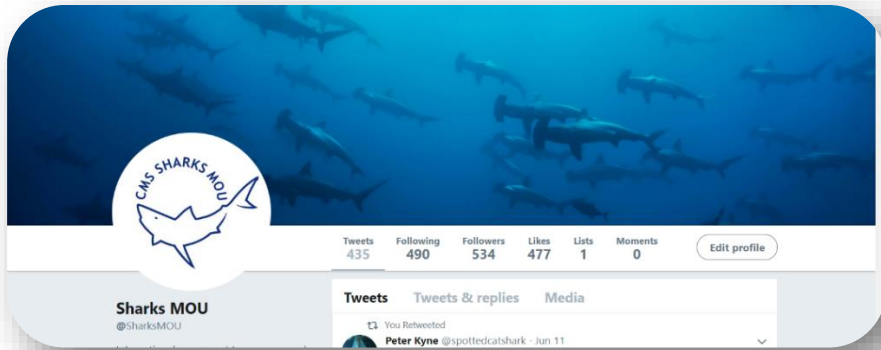 CMS SHARKS MOU
Tweets Following Followers Likes Lists Moments
435 490 534 477 1 0
Edit profile
Sharks MOU
@SharksMOU
Tweets Tweets & replies Media
You Retweeted
Peter Kyne @spottedcatshark · Jun 11